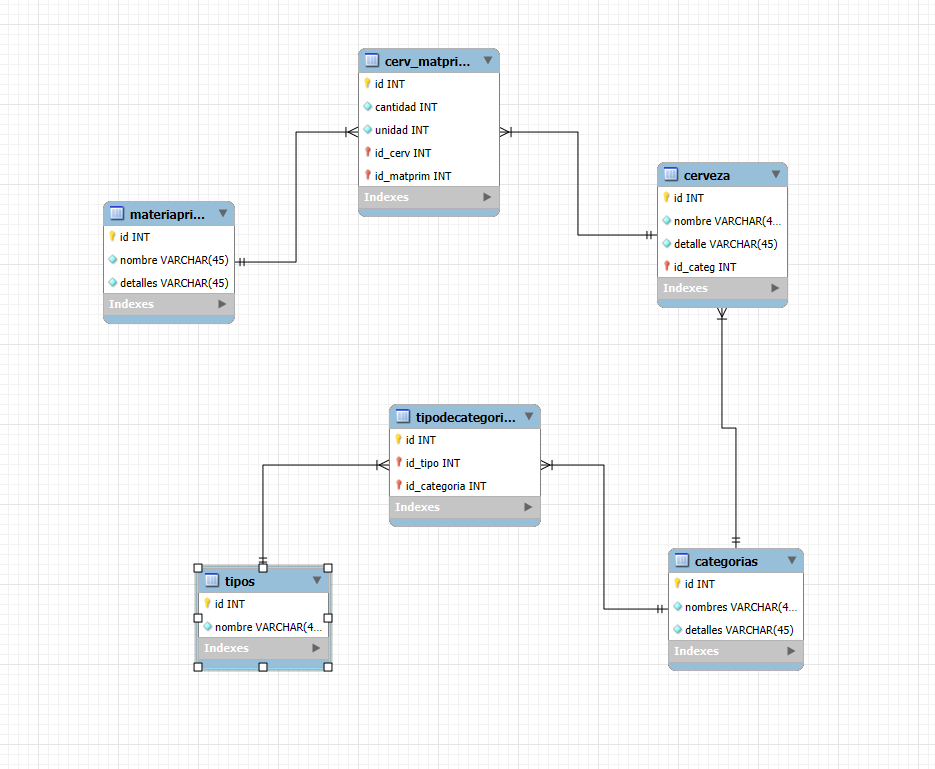 cerv_matpri...
id INT
cantidad INT
unidad INT
id_cerv INT
id_matprim INT
Indexes
cerveza
id INT
nombre VARCHAR(4...
detalle VARCHAR(45)
id_categ INT
Indexes
materiapri...
id INT
nombre VARCHAR(45)
detalles VARCHAR(45)
Indexes
tipodecategori...
id INT
id_tipo INT
id_categoria INT
Indexes
categorias
id INT
nombres VARCHAR(4...
detalles VARCHAR(45)
Indexes
tipos
id INT
nombre VARCHAR(4...
Indexes